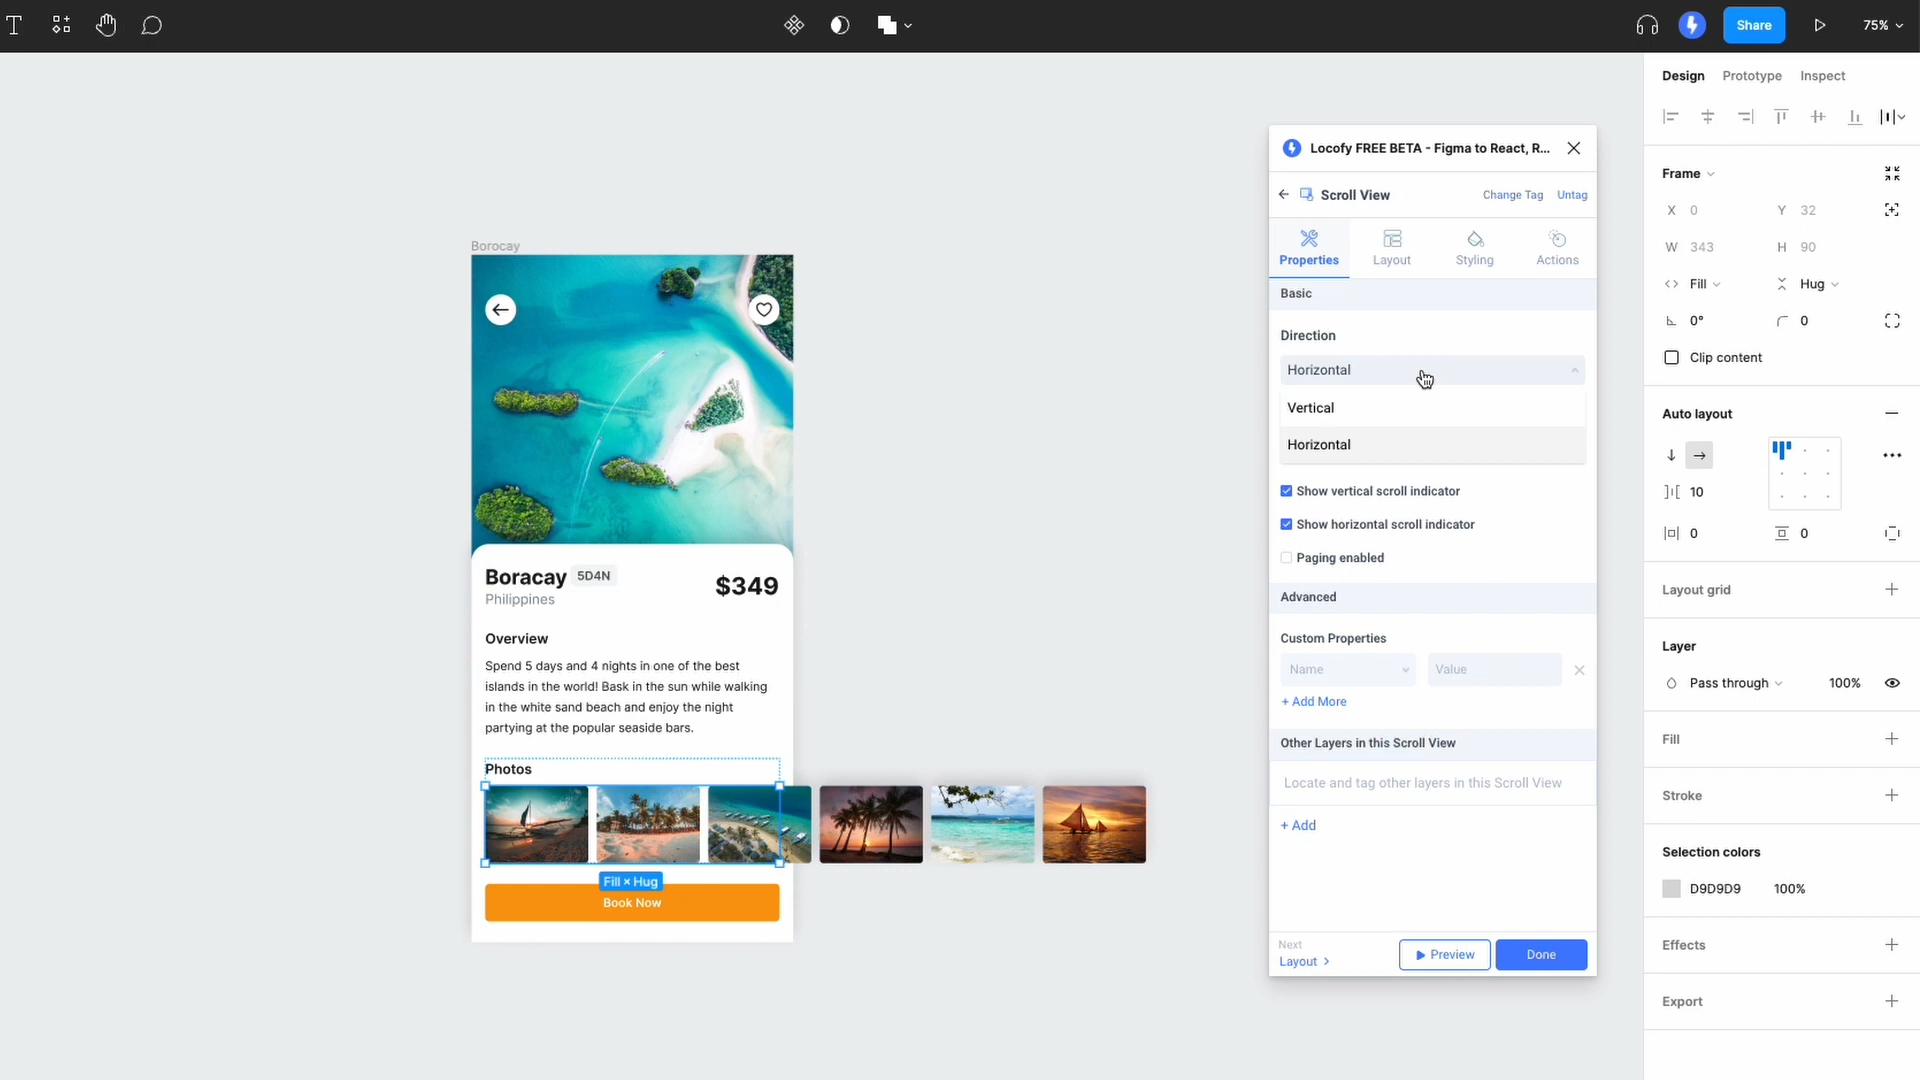 Share
75%
Design Prototype Inspect
Frame
X 0 Y 32
W 343 H 90
Fill Hug
0° 0
Clip content
Auto layout
10
0 0
Layout grid
Layer
Pass through 100%
Fill
Stroke
Selection colors
D9D9D9 100%
Effects
Export
Locofy FREE BETA - Figma to React, R...
Scroll View Change Tag Untag
Properties Layout Styling Actions
Basic
Direction
Horizontal
Vertical
Horizontal
Show vertical scroll indicator
Show horizontal scroll indicator
Paging enabled
Advanced
Custom Properties
Name Value
+ Add More
Other Layers in this Scroll View
Locate and tag other layers in this Scroll View
+ Add
Next
Layout >
Preview Done
Borocay
Boracay 5D4N
$349
Philippines
Overview
Spend 5 days and 4 nights in one of the best
islands in the world! Bask in the sun while walking
in the white sand beach and enjoy the night
partying at the popular seaside bars.
Photos
Fill × Hug
Book Now